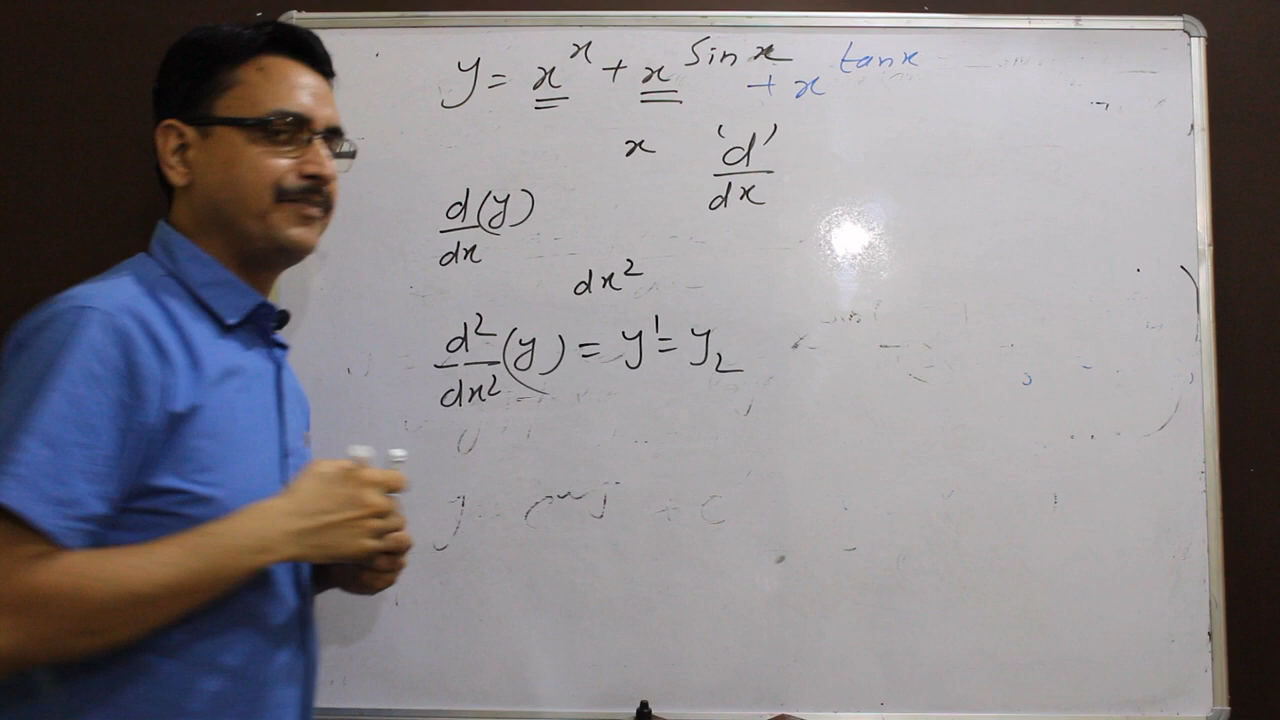 y = x^x + x^sin x + x^tan x
x 'd'/dx
d/dx (y)
dx²
d²/dx² (y) = y' = y₂